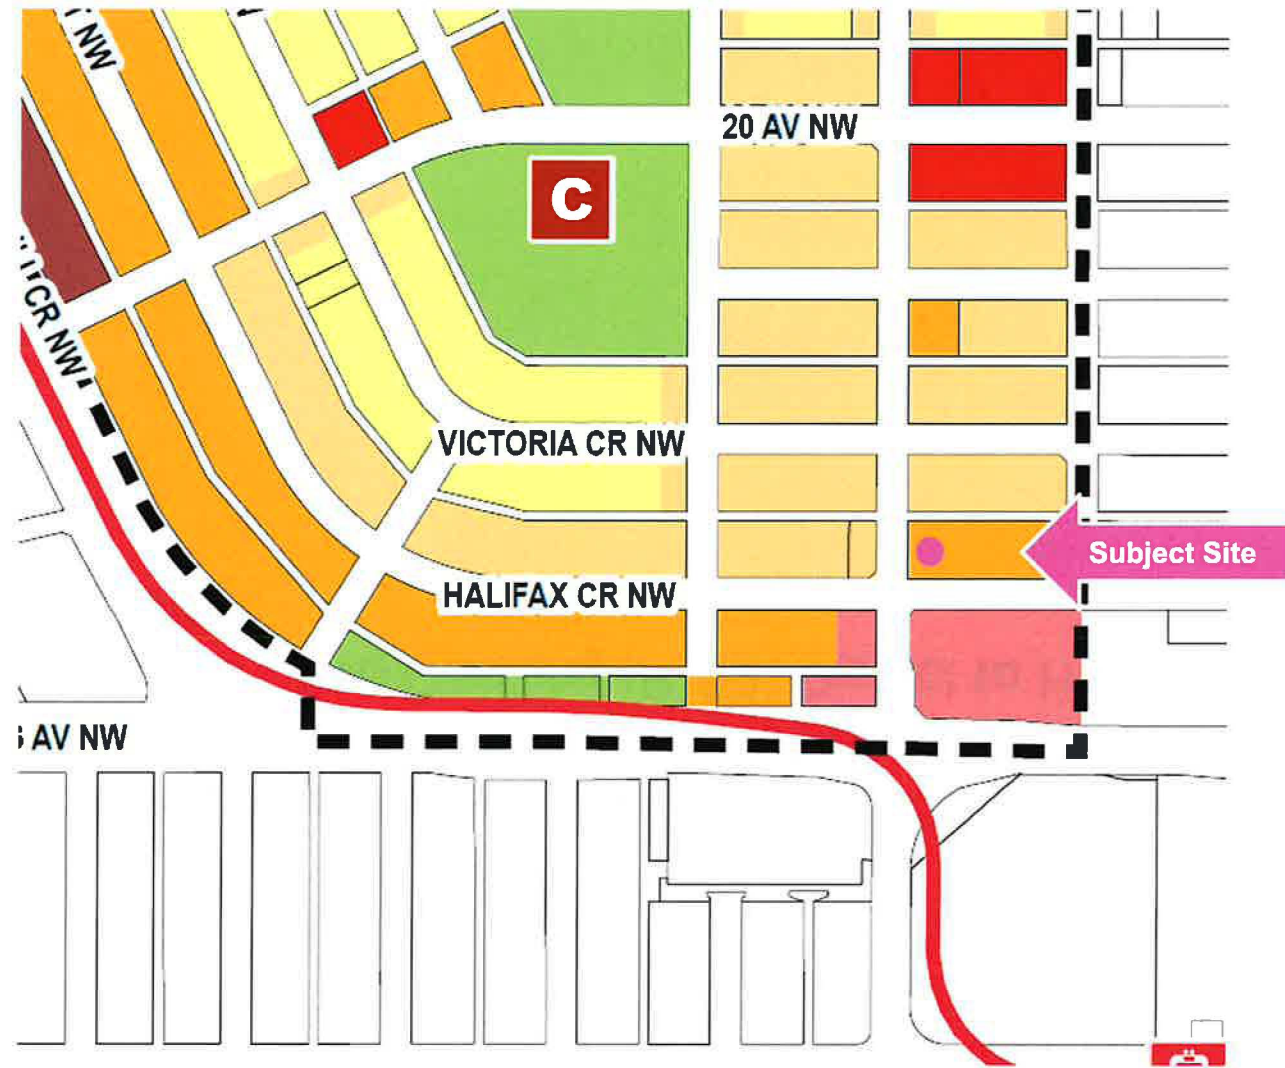 NW
20 AV NW
C
CR NW
VICTORIA CR NW
Subject Site
HALIFAX CR NW
AV NW